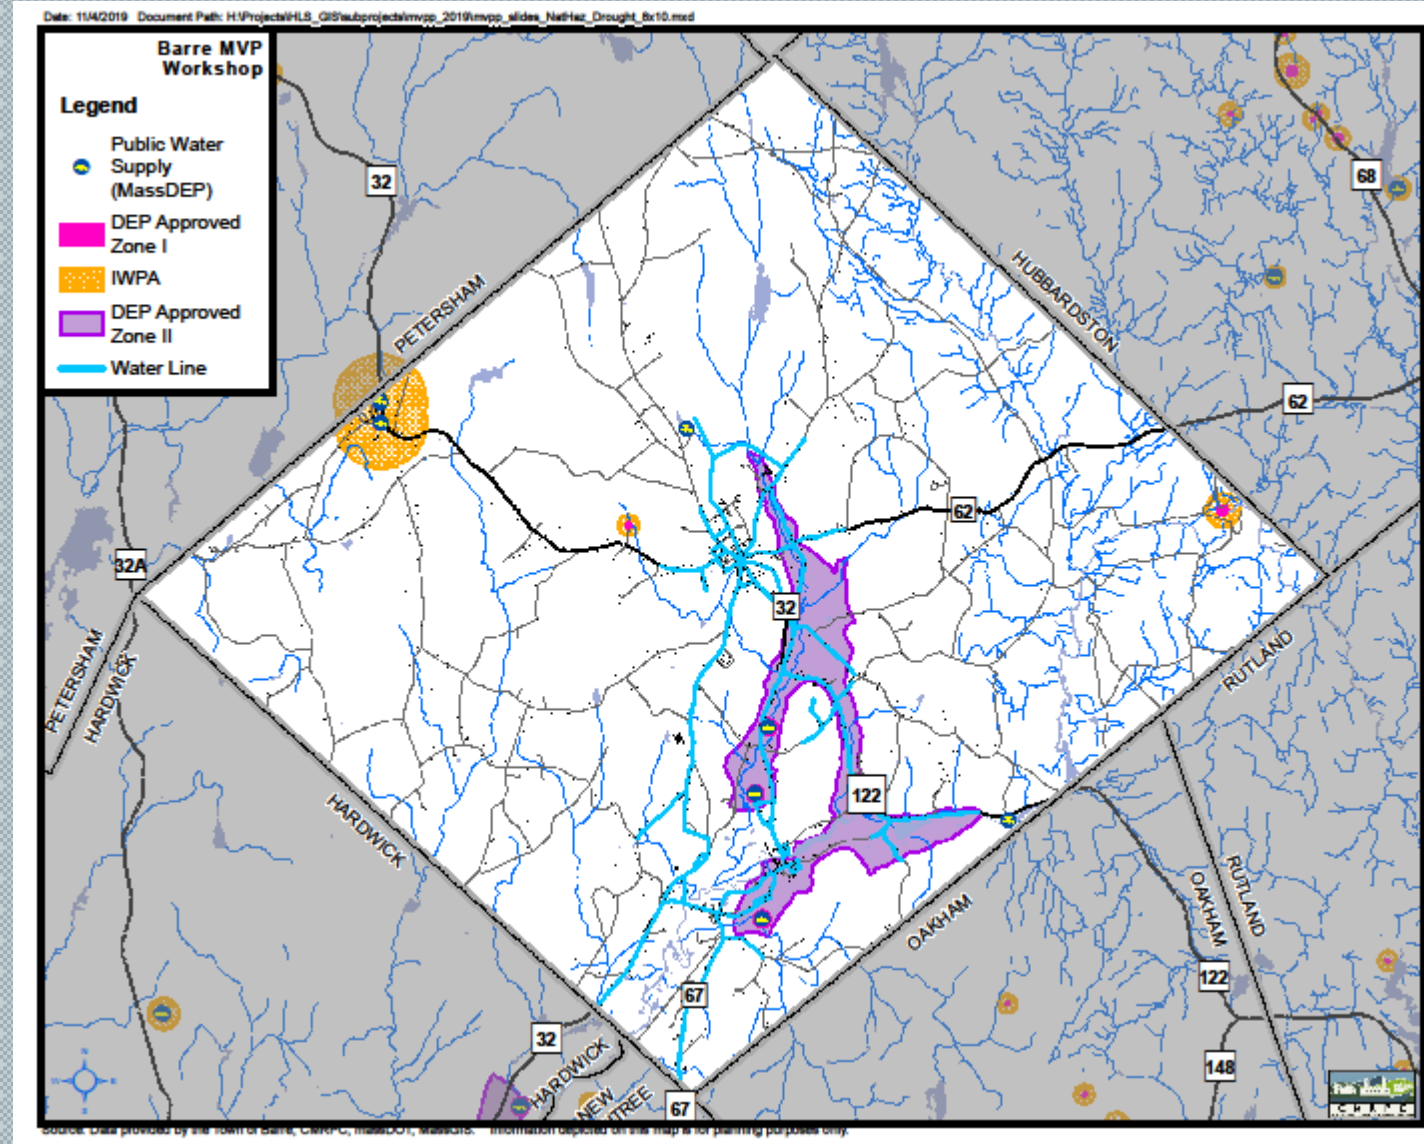 Date: 11/4/2019 Document Path: H:\Projects\HLS_GIS\subprojects\mvpp_2019\mvpp_slides_NatHaz_Drought_8x10.mxd
Barre MVP
Workshop
Legend
Public Water
Supply
(MassDEP)
DEP Approved
Zone I
IWPA
DEP Approved
Zone II
Water Line
32
68
PETERSHAM
HUBBARDSTON
62
62
32A
32
PETERSHAM
HARDWICK
RUTLAND
122
HARDWICK
OAKHAM
OAKHAM
RUTLAND
122
67
32
HARDWICK
NEW
TREE
67
148
N
W
E
S
CMRPC
Source: Data provided by the Town of Barre, CMRPC, MassDOT, MassGIS. Information depicted on this map is for planning purposes only.